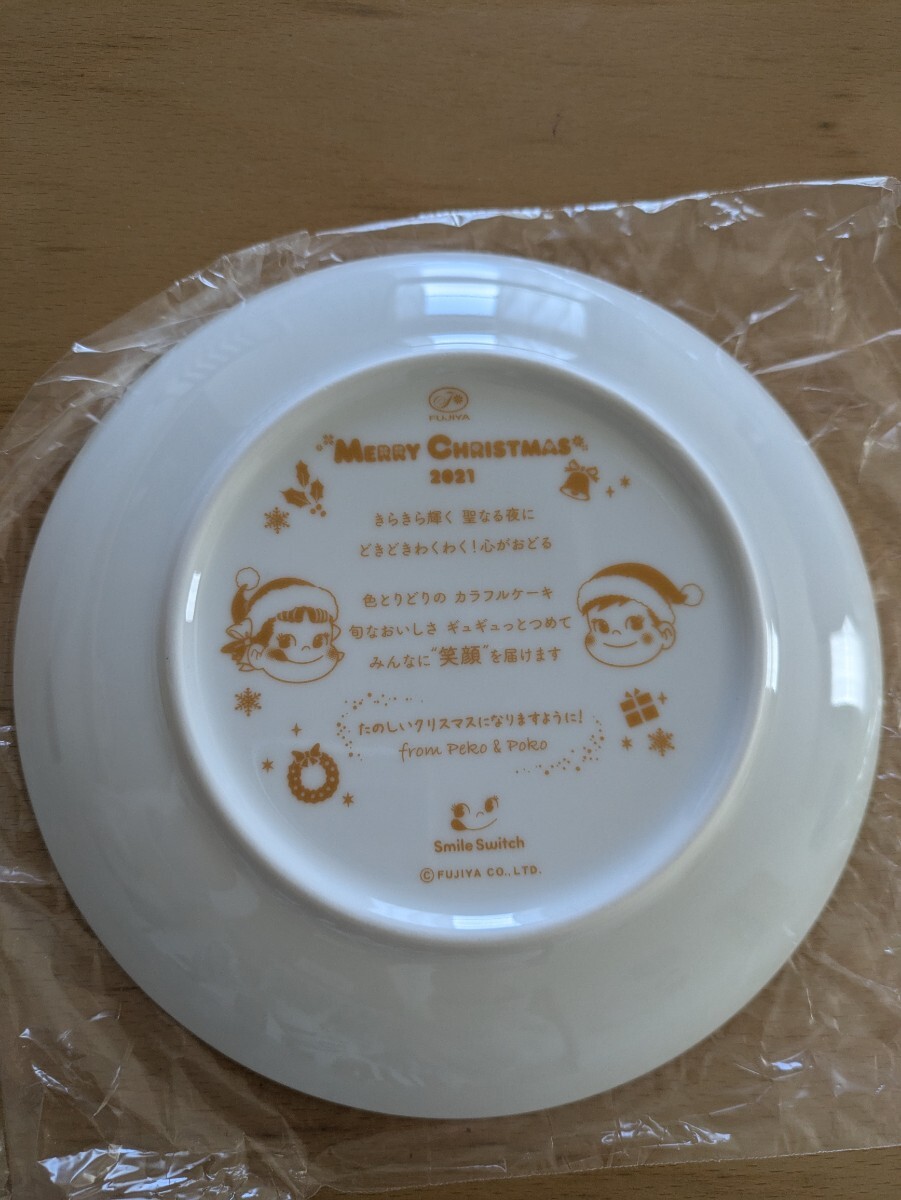 FUJIYA
MERRY CHRISTMAS
2021
きらきら輝く 聖なる夜に
どきどきわくわく!心がおどる
色とりどりの カラフルケーキ
旬なおいしさ ギュギュっとつめて
みんなに“笑顔”を届けます
たのしいクリスマスになりますように!
from Peko & Poko
Smile Switch
©FUJIYA CO., LTD.